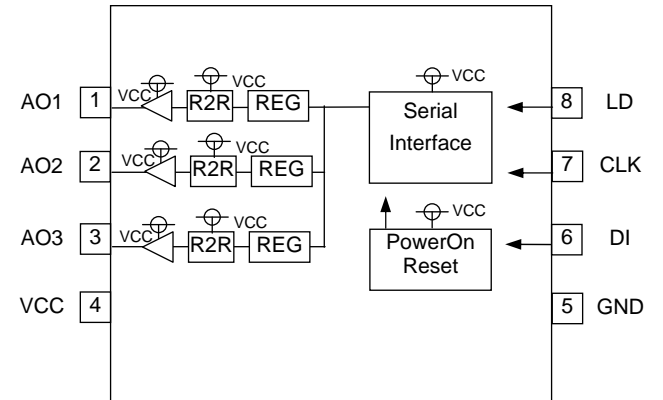 VCC
VCC
AO1 1 VCC R2R REG Serial Interface 8 LD
VCC
AO2 2 VCC R2R REG 7 CLK
VCC
VCC
AO3 3 VCC R2R REG PowerOn Reset 6 DI
VCC 4 5 GND